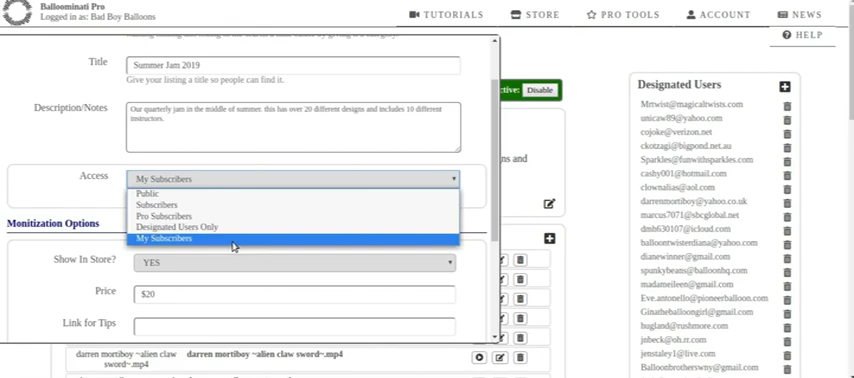 Balloominati Pro
Logged in as: Bad Boy Balloons
TUTORIALS
STORE
PRO TOOLS
ACCOUNT
NEWS
HELP
Title
Summer Jam 2019
Give your listing a title so people can find it.
Description/Notes
Our quarterly jam in the middle of summer. this has over 20 different designs and includes 10 different
instructors.
Access
My Subscribers
Public
Subscribers
Pro Subscribers
Designated Users Only
My Subscribers
Monitization Options
Show In Store?
YES
Price
$20
Link for Tips
ctive:
Disable
ns and
darren mortiboy ~alien claw
sword~.mp4
darren mortiboy ~alien claw sword~.mp4
Designated Users
Mrtwist@magicaltwists.com
unicaw89@yahoo.com
cojoke@verizon.net
ckotzagi@bigpond.net.au
Sparkles@funwithsparkles.com
cashy001@hotmail.com
clownalias@aol.com
darrenmortiboy@yahoo.co.uk
marcus7071@sbcglobal.net
dmb630107@icloud.com
balloontwisterdiana@yahoo.com
dianewinner@gmail.com
spunkybeans@balloonhq.com
madameileen@gmail.com
Eve.antonello@pioneerballoon.com
Ginatheballoongirl@gmail.com
hugland@rushmore.com
jnbeck@oh.rr.com
jenstaley1@live.com
Balloonbrotherswny@gmail.com